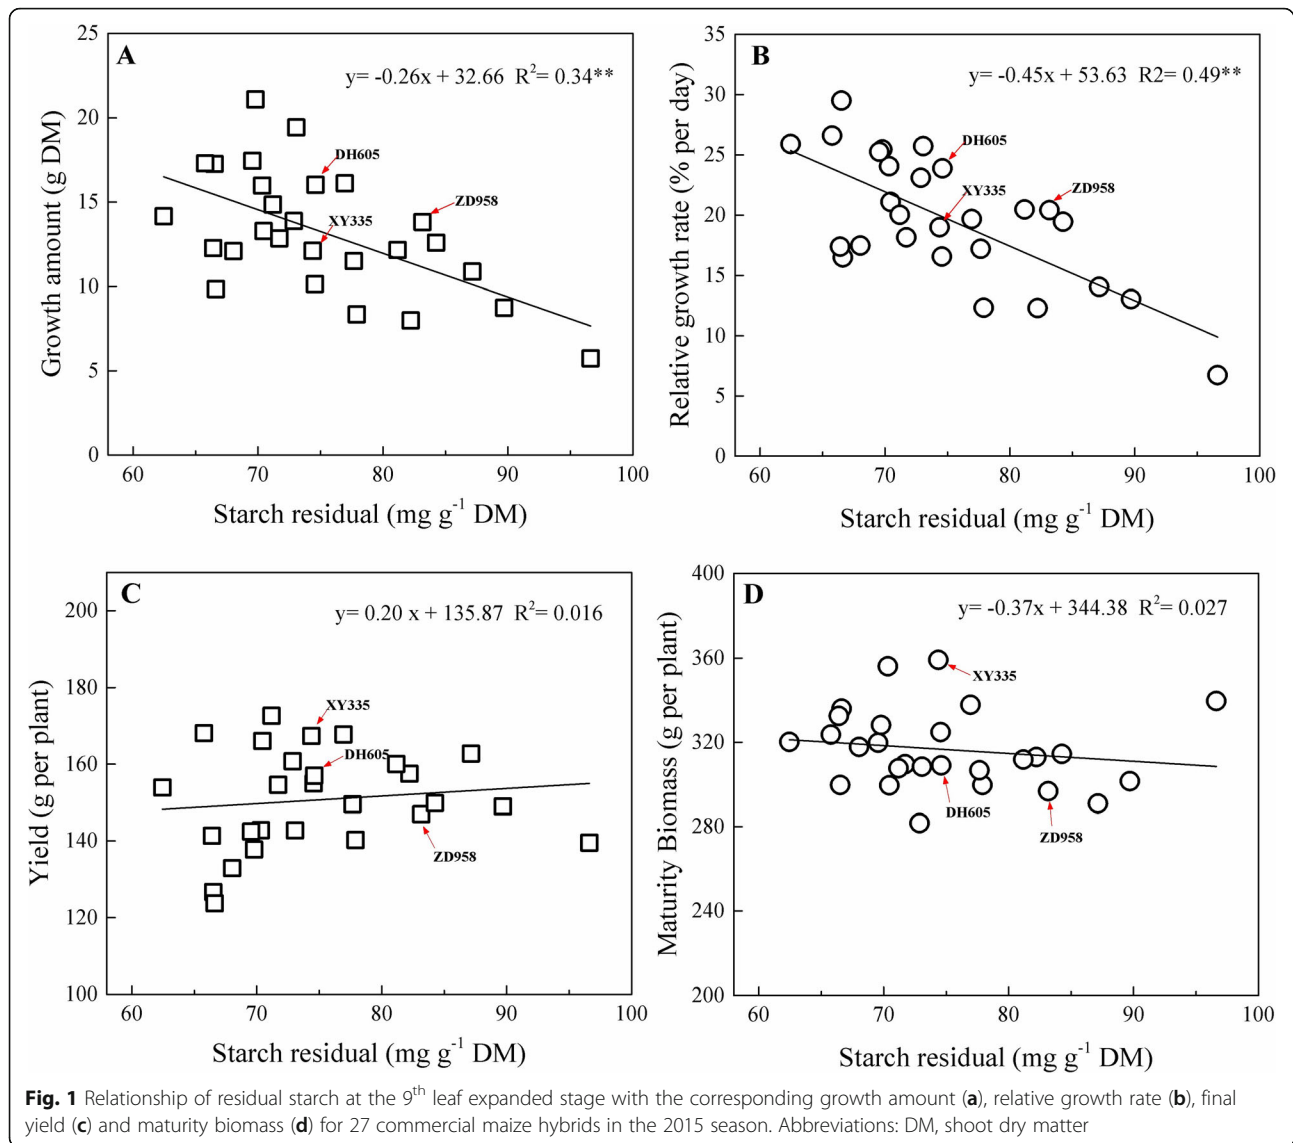 A
y= -0.26x + 32.66 R²= 0.34**
DH605
ZD958
XY335
Growth amount (g DM)
25
20
15
10
5
0
60 70 80 90 100
Starch residual (mg g⁻¹ DM)
B
y= -0.45x + 53.63 R2= 0.49**
DH605
XY335
ZD958
Relative growth rate (% per day)
35
30
25
20
15
10
5
0
60 70 80 90 100
Starch residual (mg g⁻¹ DM)
C
y= 0.20 x + 135.87 R²= 0.016
XY335
DH605
ZD958
Yield (g per plant)
200
180
160
140
120
100
60 70 80 90 100
Starch residual (mg g⁻¹ DM)
D
y= -0.37x + 344.38 R²= 0.027
XY335
DH605
ZD958
Maturity Biomass (g per plant)
400
360
320
280
240
200
60 70 80 90 100
Starch residual (mg g⁻¹ DM)
Fig. 1 Relationship of residual starch at the 9th leaf expanded stage with the corresponding growth amount (a), relative growth rate (b), final
yield (c) and maturity biomass (d) for 27 commercial maize hybrids in the 2015 season. Abbreviations: DM, shoot dry matter